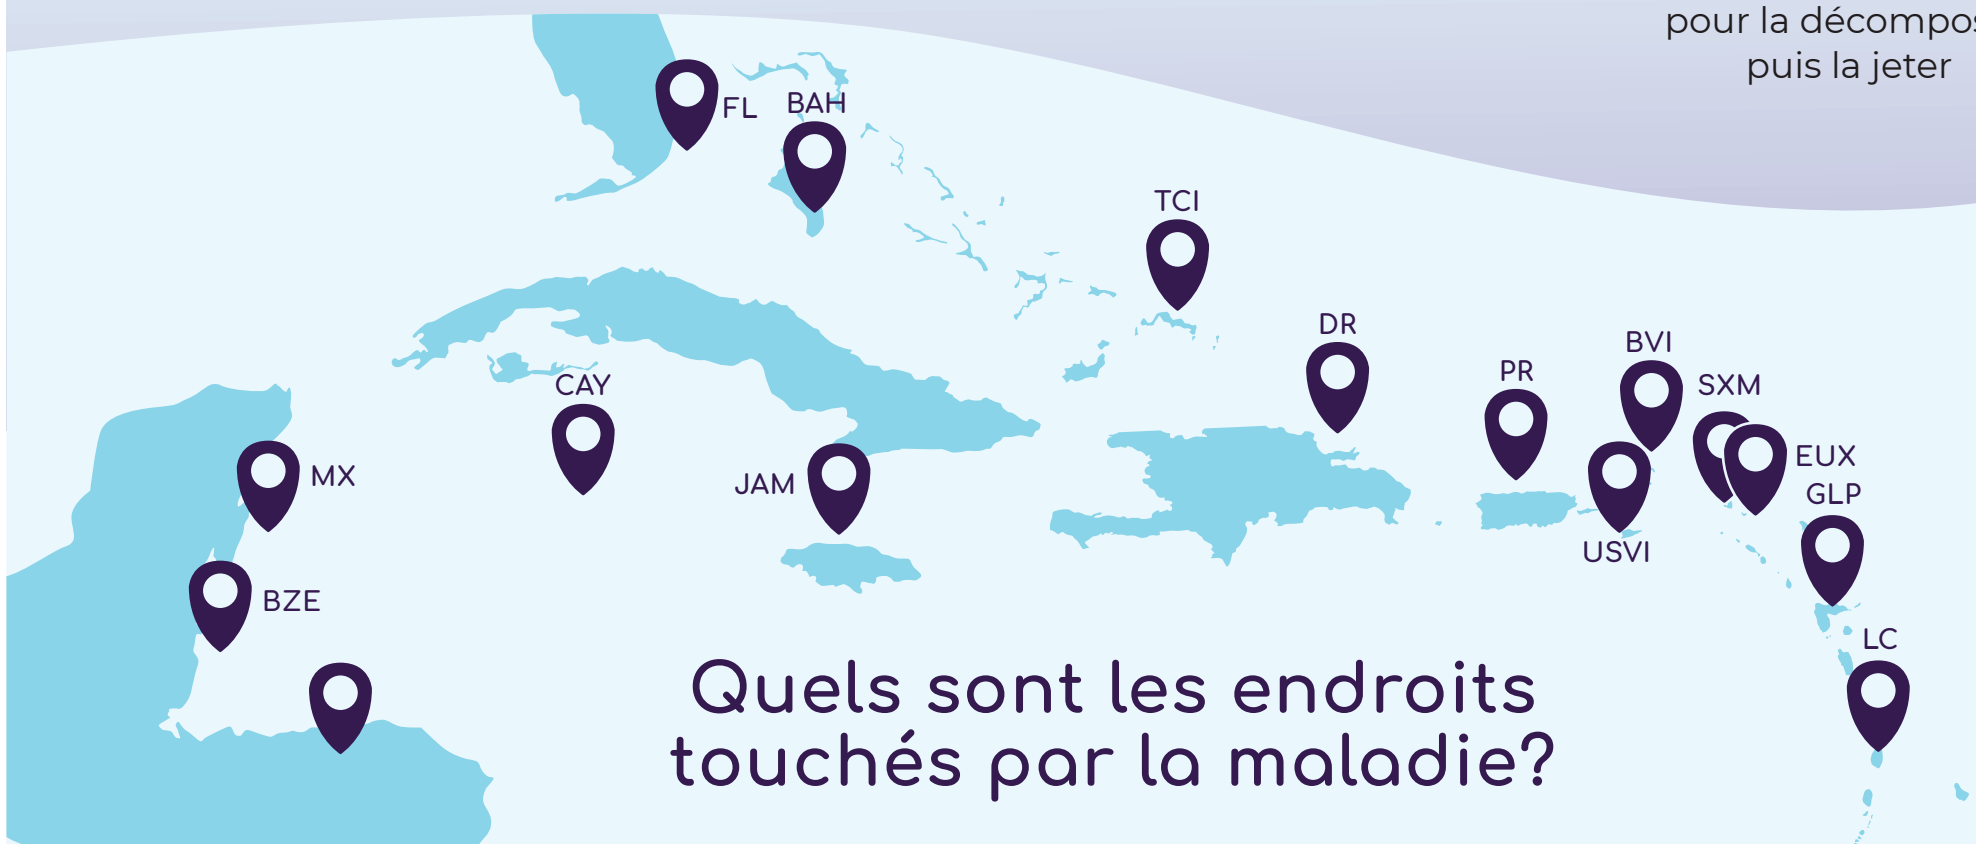 pour la décompos
puis la jeter
FL
BAH
TCI
DR
BVI
PR
SXM
CAY
EUX
MX
JAM
GLP
USVI
BZE
LC
Quels sont les endroits
touchés par la maladie?